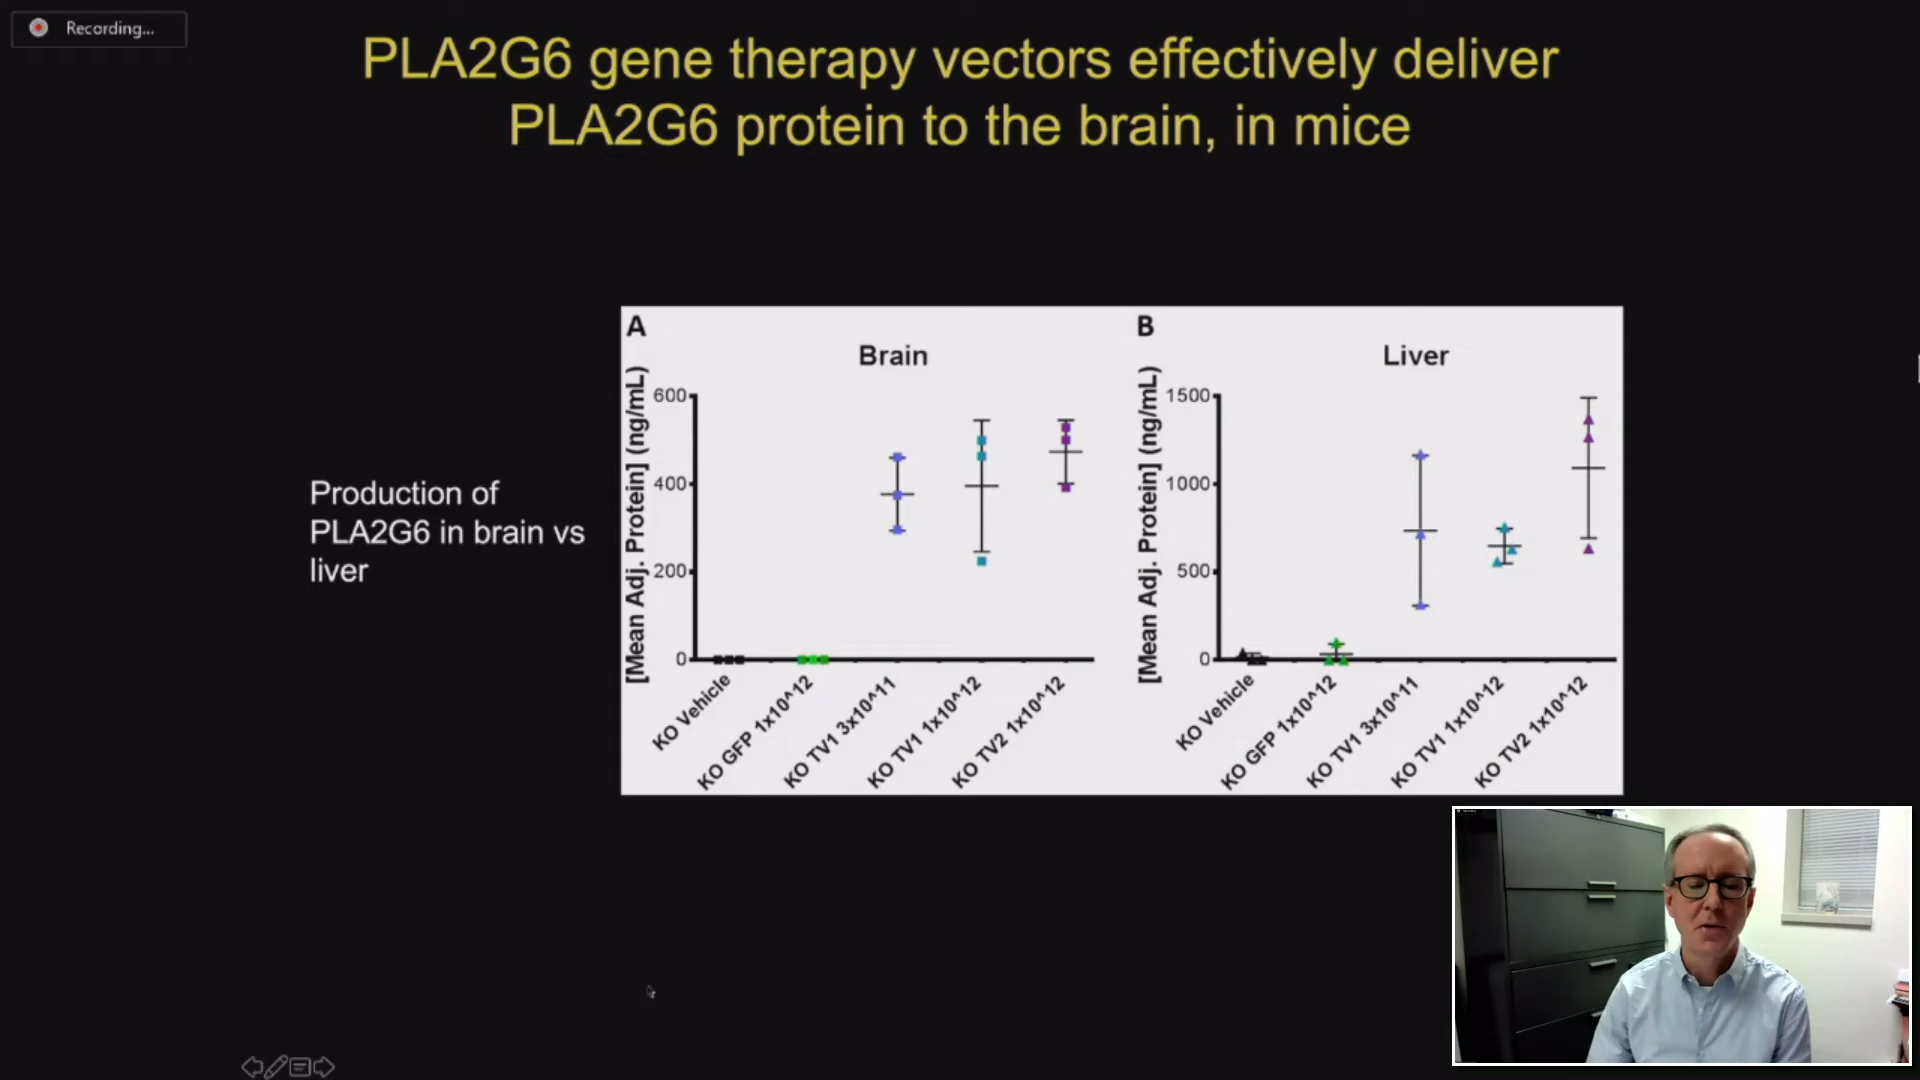 Recording...
PLA2G6 gene therapy vectors effectively deliver
PLA2G6 protein to the brain, in mice
Production of
PLA2G6 in brain vs
liver
A
Brain
[Mean Adj. Protein] (ng/mL)
600
400
200
0
KO Vehicle
KO GFP 1x10^12
KO TV1 3x10^11
KO TV1 1x10^12
KO TV2 1x10^12
B
Liver
[Mean Adj. Protein] (ng/mL)
1500
1000
500
0
KO Vehicle
KO GFP 1x10^12
KO TV1 3x10^11
KO TV1 1x10^12
KO TV2 1x10^12